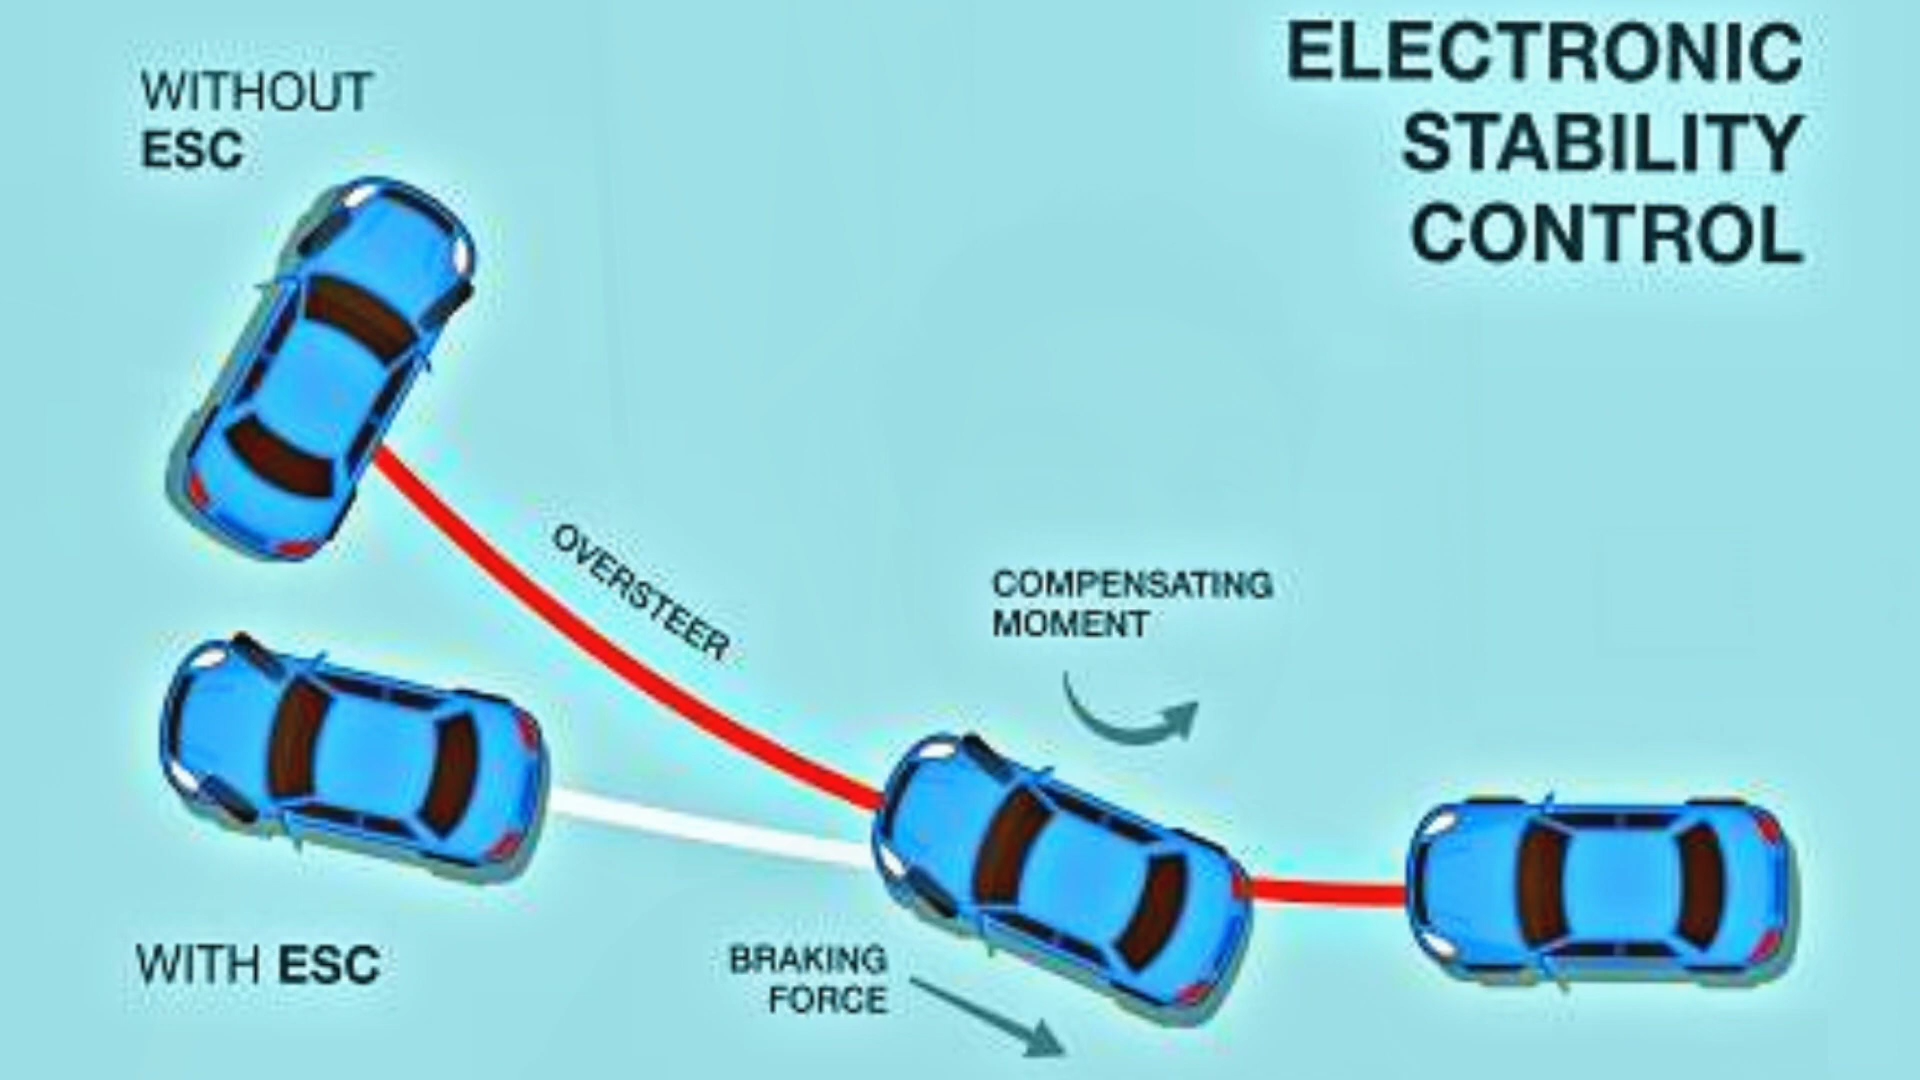 ELECTRONIC
STABILITY
CONTROL
WITHOUT
ESC
OVERSTEER
COMPENSATING
MOMENT
BRAKING
FORCE
WITH ESC